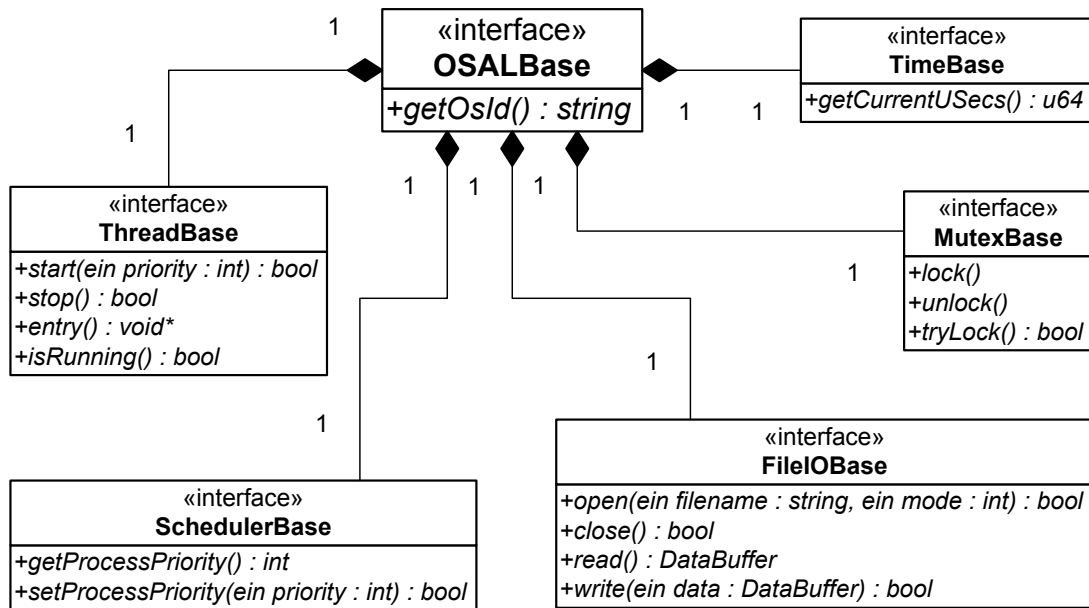 1
«interface»
OSALBase
+getOsId() : string
1
1
«interface»
TimeBase
+getCurrentUSecs() : u64
1
1
1
1
«interface»
ThreadBase
+start(ein priority : int) : bool
+stop() : bool
+entry() : void*
+isRunning() : bool
«interface»
MutexBase
+lock()
+unlock()
+tryLock() : bool
1
1
1
«interface»
SchedulerBase
+getProcessPriority() : int
+setProcessPriority(ein priority : int) : bool
«interface»
FileIOBase
+open(ein filename : string, ein mode : int) : bool
+close() : bool
+read() : DataBuffer
+write(ein data : DataBuffer) : bool